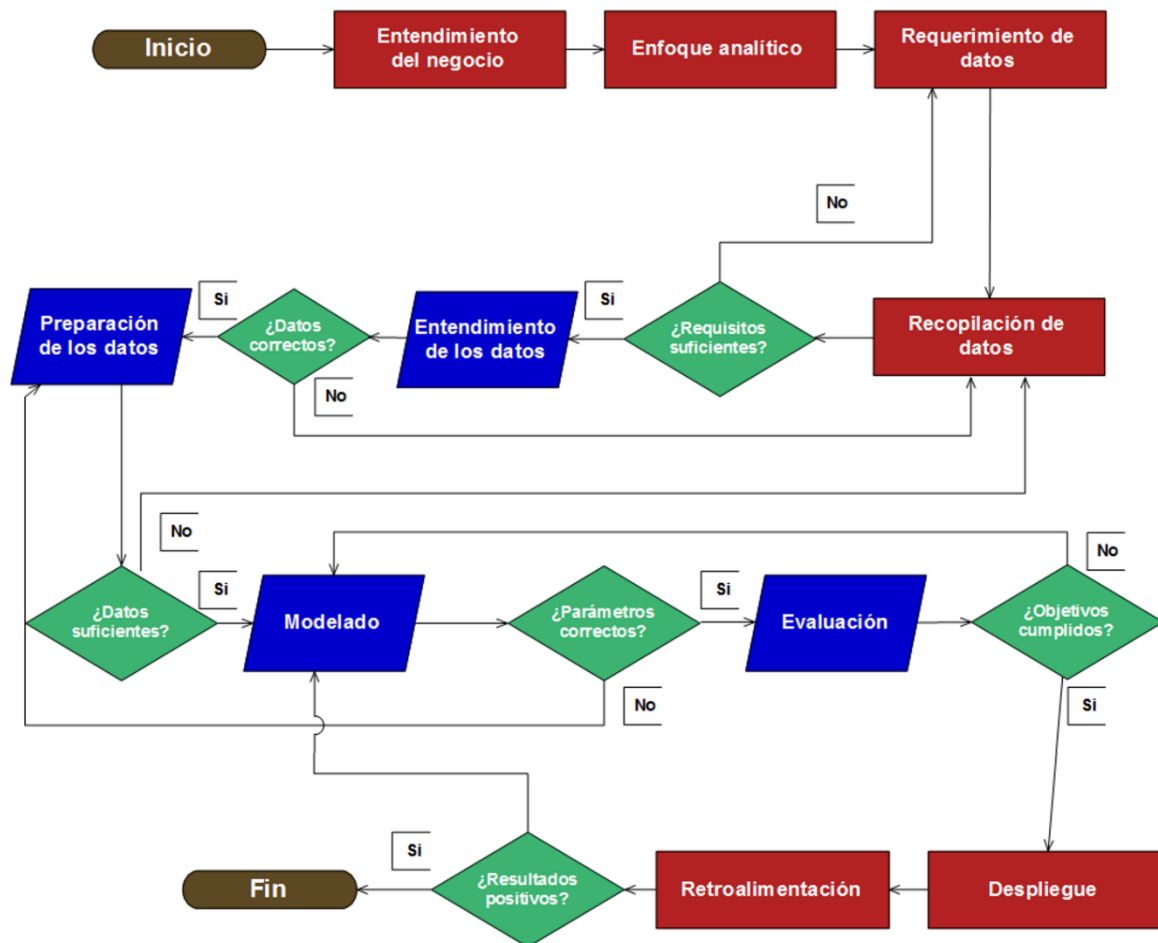 Inicio
Entendimiento
del negocio
Enfoque analítico
Requerimiento de
datos
No
Si
Si
Preparación
de los datos
¿Datos
correctos?
Entendimiento
de los datos
¿Requisitos
suficientes?
Recopilación de
datos
No
No
No
Si
Si
¿Datos
suficientes?
Modelado
¿Parámetros
correctos?
Evaluación
¿Objetivos
cumplidos?
No
Si
Si
Fin
¿Resultados
positivos?
Retroalimentación
Despliegue